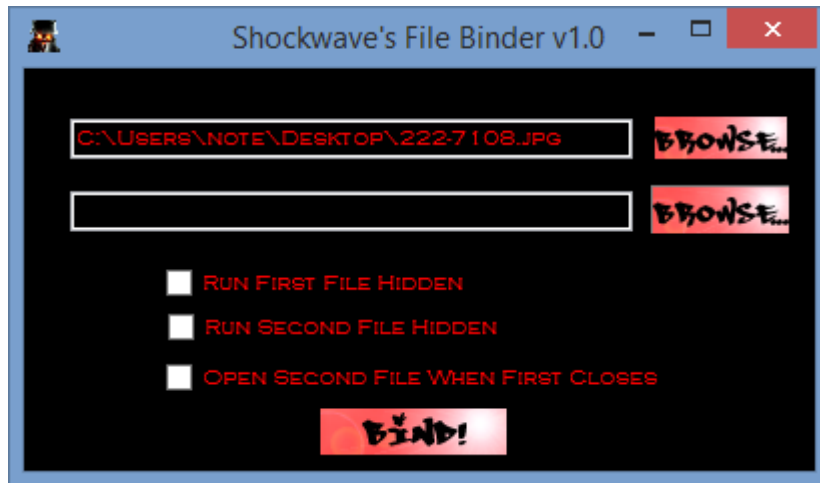 Shockwave's File Binder v1.0
C:\Users\note\Desktop\222-7108.jpg
BROWSE...
BROWSE...
Run First File Hidden
Run Second File Hidden
Open Second File When First Closes
BIND!